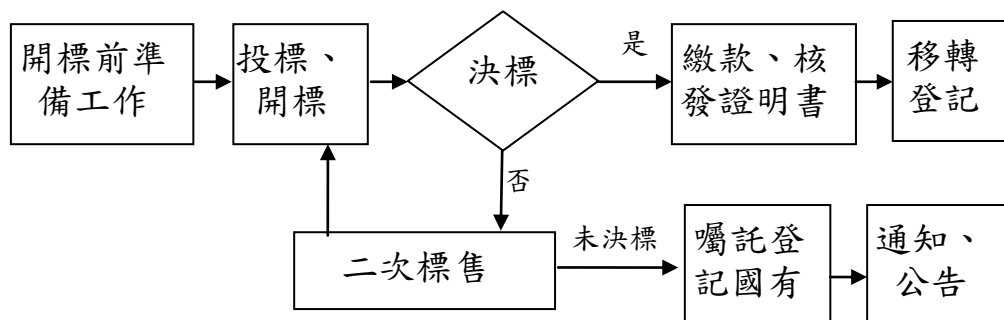 開標前準
備工作
投標、
開標
決標
是
繳款、核
發證明書
移轉
登記
否
二次標售
未決標
囑託登
記國有
通知、
公告